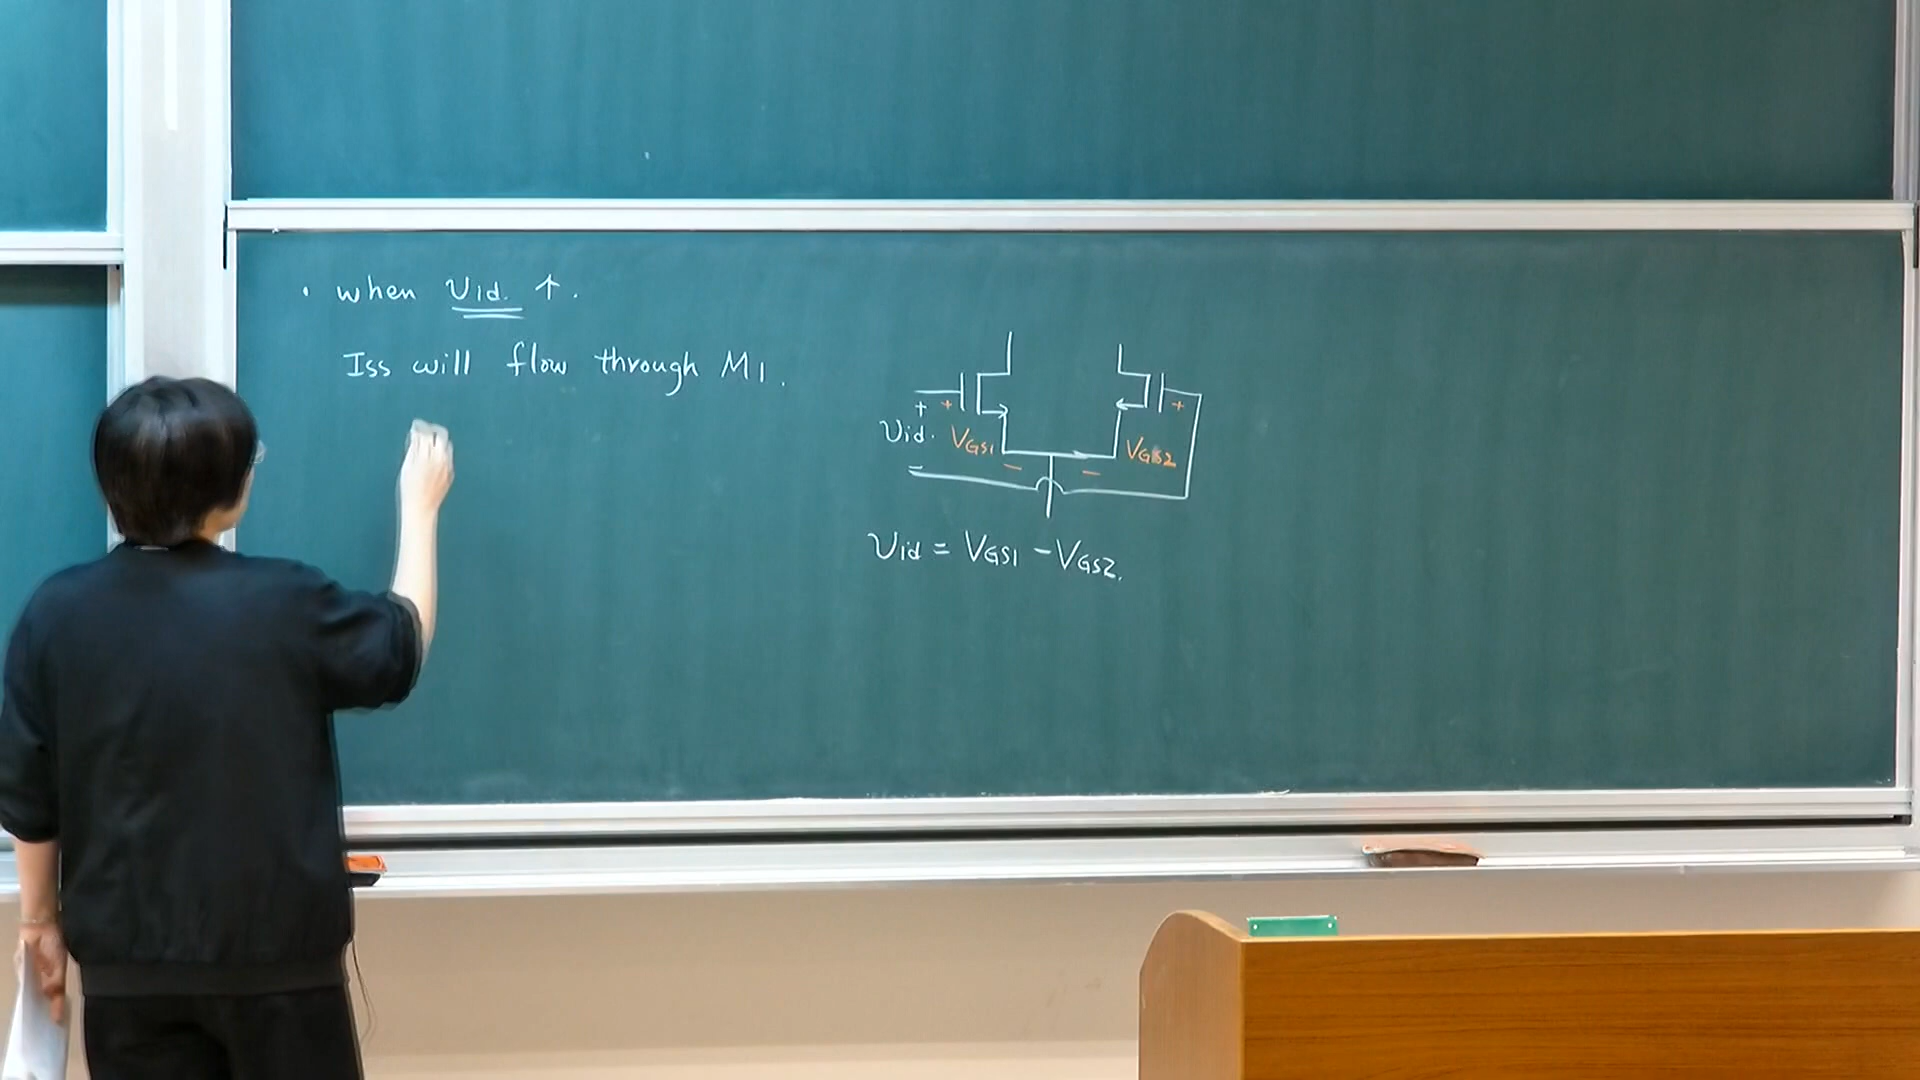 · when Vid. ↑.
Iss will flow through M1.
+ + +
Vid. VGS1 VGS2
− − −
Vid = VGS1 − VGS2.